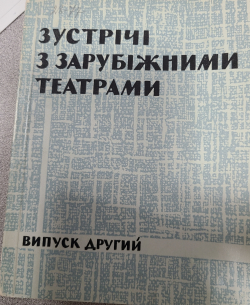 ЗУСТРІЧІ
З ЗАРУБІЖНИМИ
ТЕАТРАМИ
ВИПУСК ДРУГИЙ